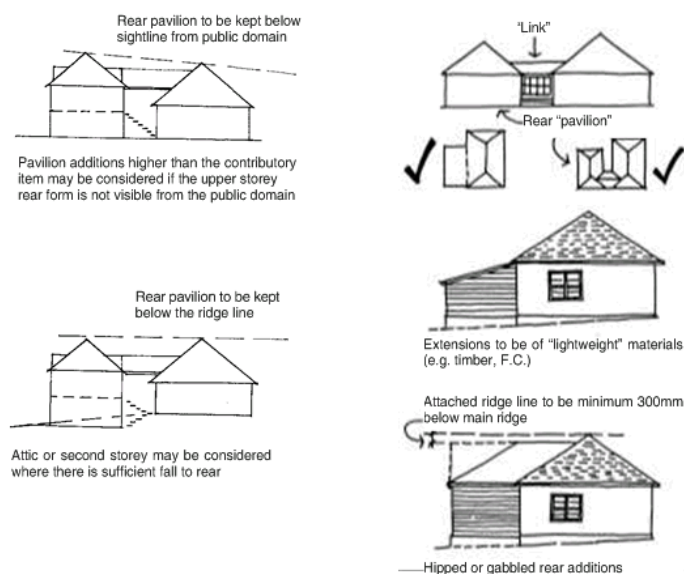 Rear pavilion to be kept below
sightline from public domain
Pavilion additions higher than the contributory
item may be considered if the upper storey
rear form is not visible from the public domain
Rear pavilion to be kept
below the ridge line
Attic or second storey may be considered
where there is sufficient fall to rear
"Link"
Rear "pavilion"
Extensions to be of "lightweight" materials
(e.g. timber, F.C.)
Attached ridge line to be minimum 300mm
below main ridge
Hipped or gabbled rear additions